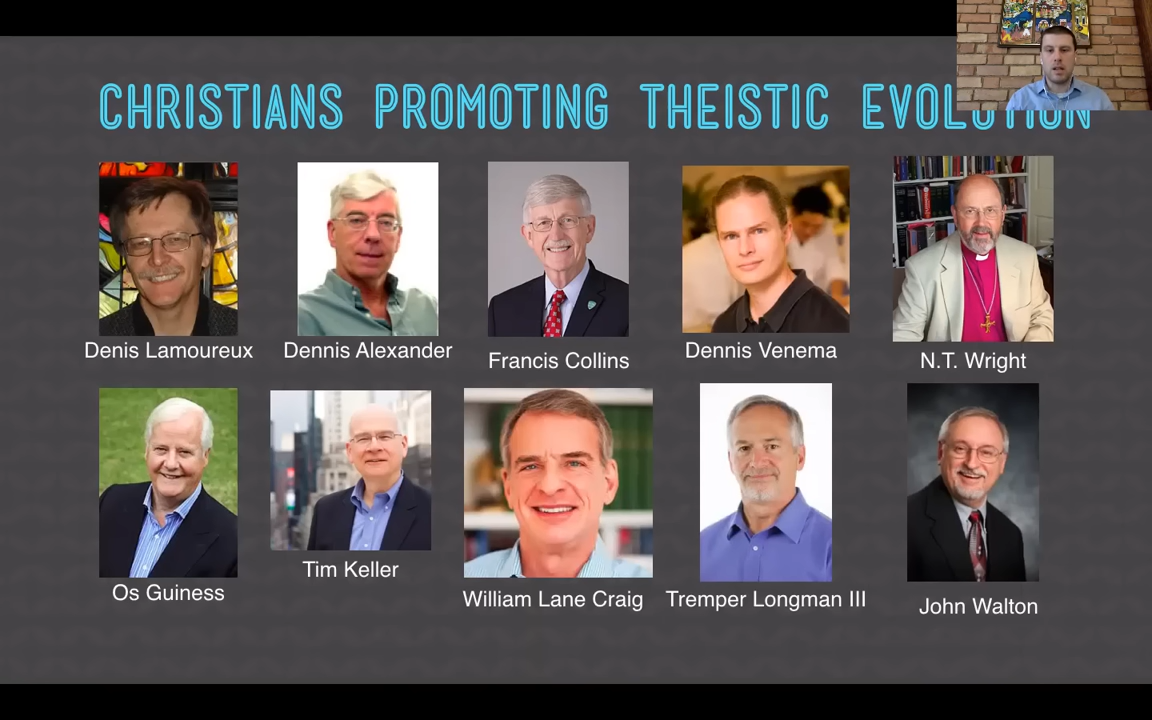 CHRISTIANS PROMOTING THEISTIC EVOLUTION
Denis Lamoureux
Dennis Alexander
Francis Collins
Dennis Venema
N.T. Wright
Os Guiness
Tim Keller
William Lane Craig
Tremper Longman III
John Walton